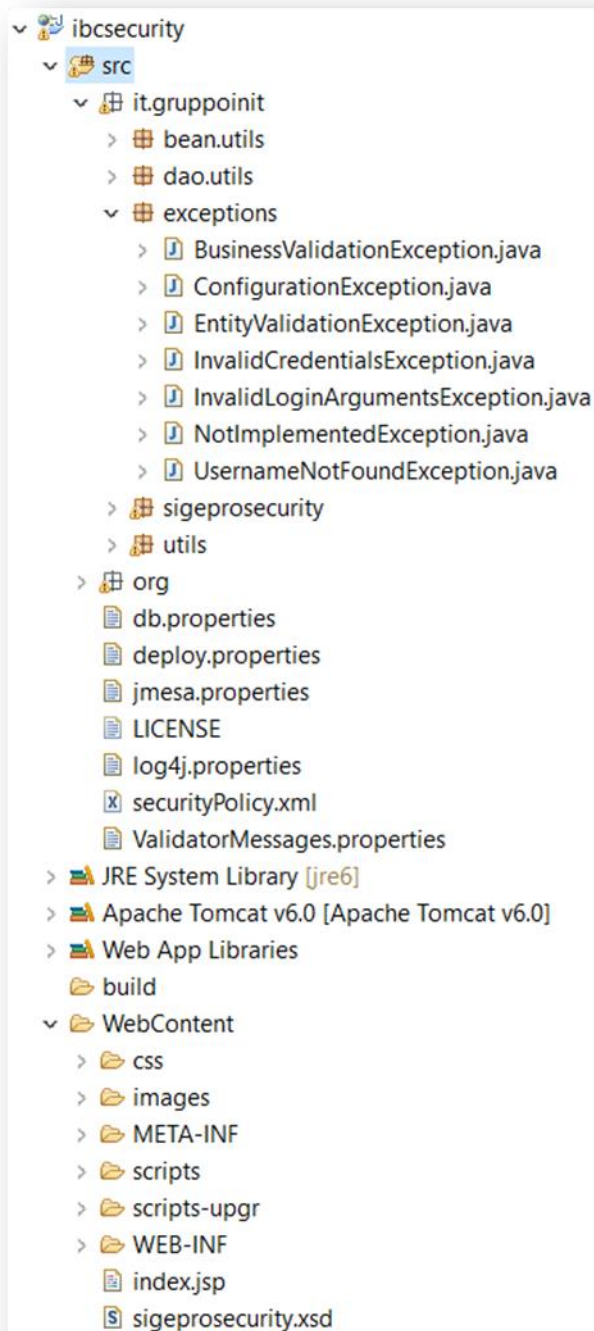 ibcsecurity
src
it.gruppoinit
bean.utils
dao.utils
exceptions
BusinessValidationException.java
ConfigurationException.java
EntityValidationException.java
InvalidCredentialsException.java
InvalidLoginArgumentsException.java
NotImplementedException.java
UsernameNotFoundException.java
sigeprosecurity
utils
org
db.properties
deploy.properties
jmesa.properties
LICENSE
log4j.properties
securityPolicy.xml
ValidatorMessages.properties
JRE System Library [jre6]
Apache Tomcat v6.0 [Apache Tomcat v6.0]
Web App Libraries
build
WebContent
css
images
META-INF
scripts
scripts-upgr
WEB-INF
index.jsp
sigeprosecurity.xsd